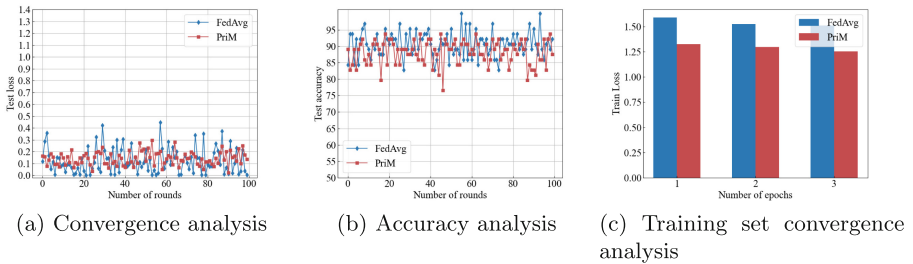 1.4
1.3
1.2
1.1
1.0
0.9
0.8
0.7
0.6
0.5
0.4
0.3
0.2
0.1
0.0
Test loss
0 20 40 60 80 100
Number of rounds
FedAvg
PriM
(a) Convergence analysis
95
90
85
80
75
70
65
60
55
50
Test accuracy
0 20 40 60 80 100
Number of rounds
FedAvg
PriM
(b) Accuracy analysis
1.50
1.25
1.00
0.75
0.50
0.25
0.00
Train Loss
1 2 3
Number of epochs
FedAvg
PriM
(c) Training set convergence
analysis